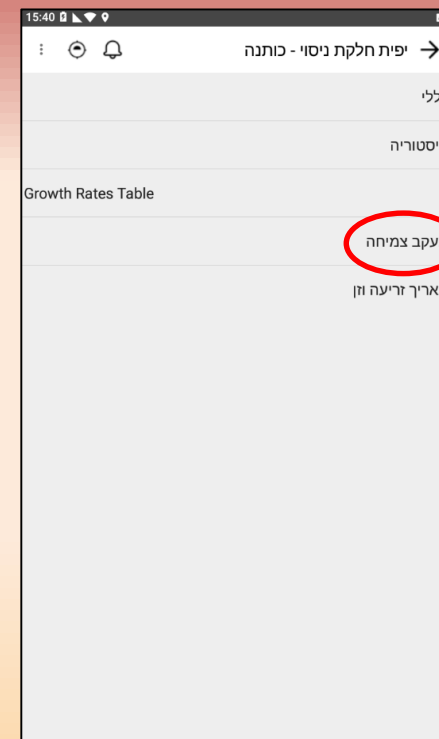 15:40
יפית חלקת ניסוי - כותנה
ללי
יסטוריה
Growth Rates Table
עקב צמיחה
אריך זריעה וזן